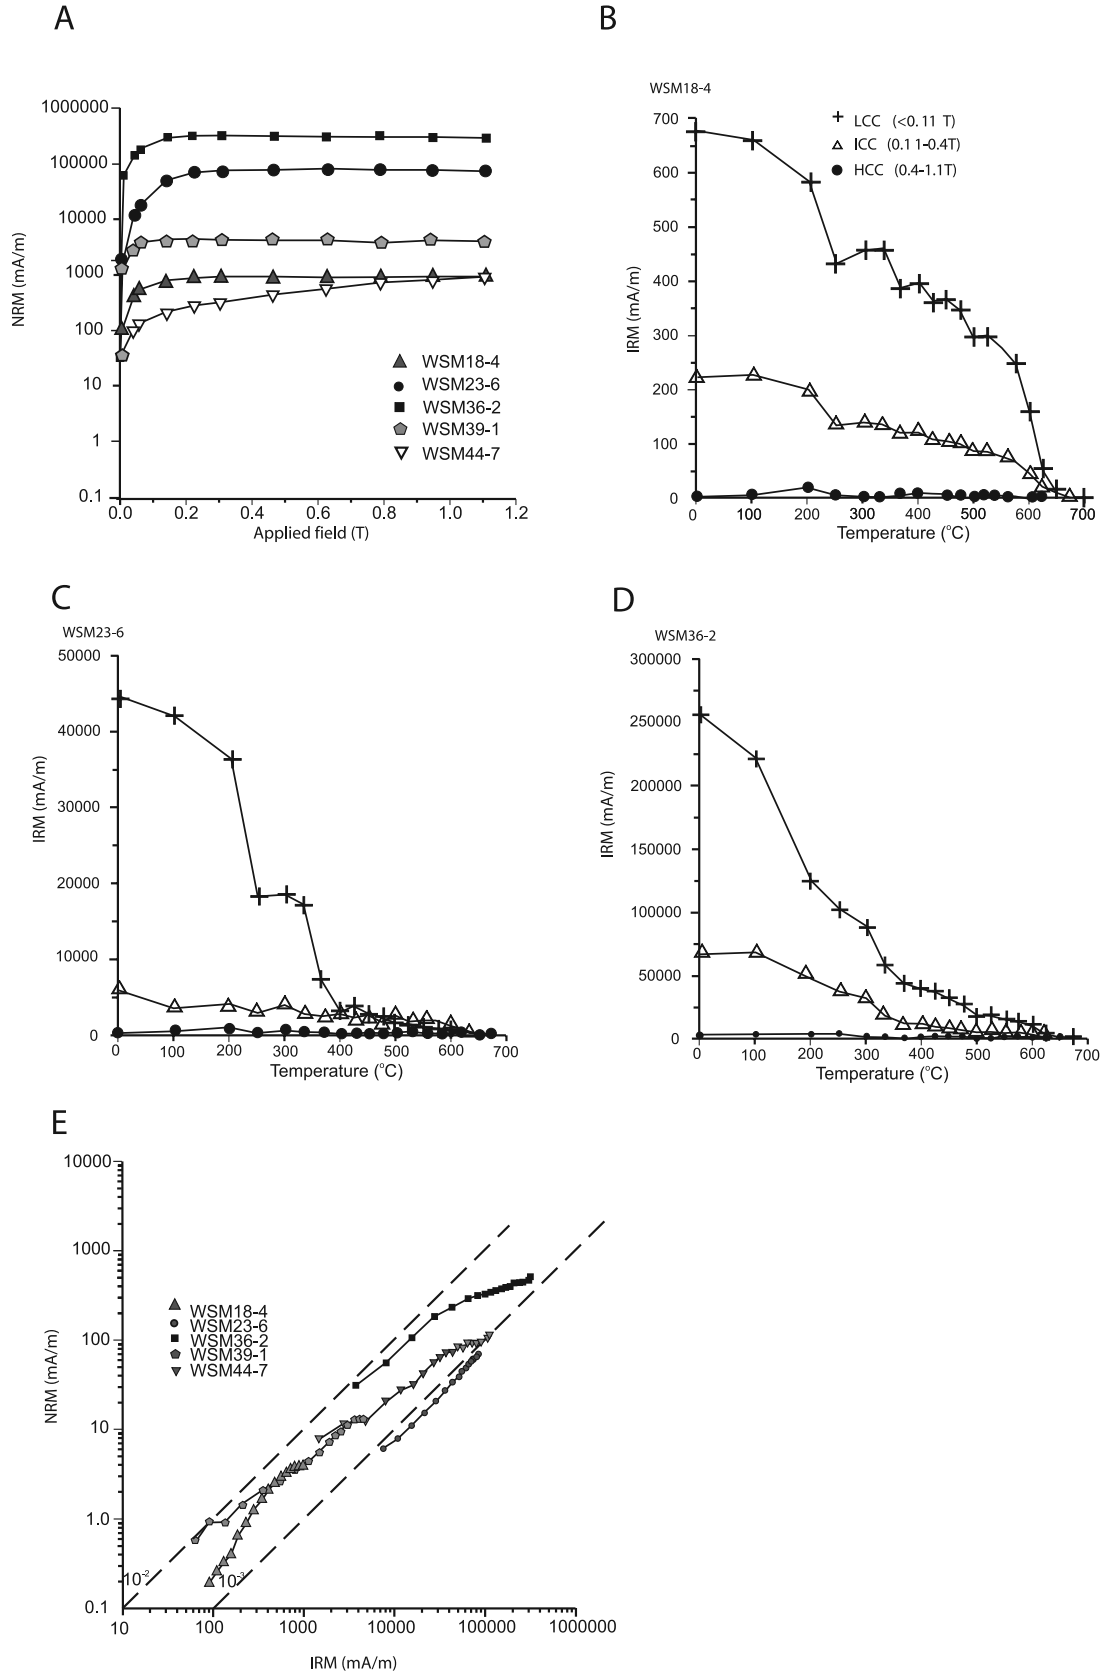 A
1000000
100000
10000
1000
100
10
1
0.1
NRM (mA/m)
0.0 0.2 0.4 0.6 0.8 1.0 1.2
Applied field (T)
WSM18-4
WSM23-6
WSM36-2
WSM39-1
WSM44-7
B
WSM18-4
LCC (<0.11 T)
ICC (0.11-0.4T)
HCC (0.4-1.1T)
700
600
500
400
300
200
100
0
IRM (mA/m)
0 100 200 300 400 500 600 700
Temperature (°C)
C
WSM23-6
50000
40000
30000
20000
10000
0
IRM (mA/m)
0 100 200 300 400 500 600 700
Temperature (°C)
D
WSM36-2
300000
250000
200000
150000
100000
50000
0
IRM (mA/m)
0 100 200 300 400 500 600 700
Temperature (°C)
E
10000
1000
100
10
1.0
0.1
NRM (mA/m)
WSM18-4
WSM23-6
WSM36-2
WSM39-1
WSM44-7
10-2
10-3
10 100 1000 10000 100000 1000000
IRM (mA/m)